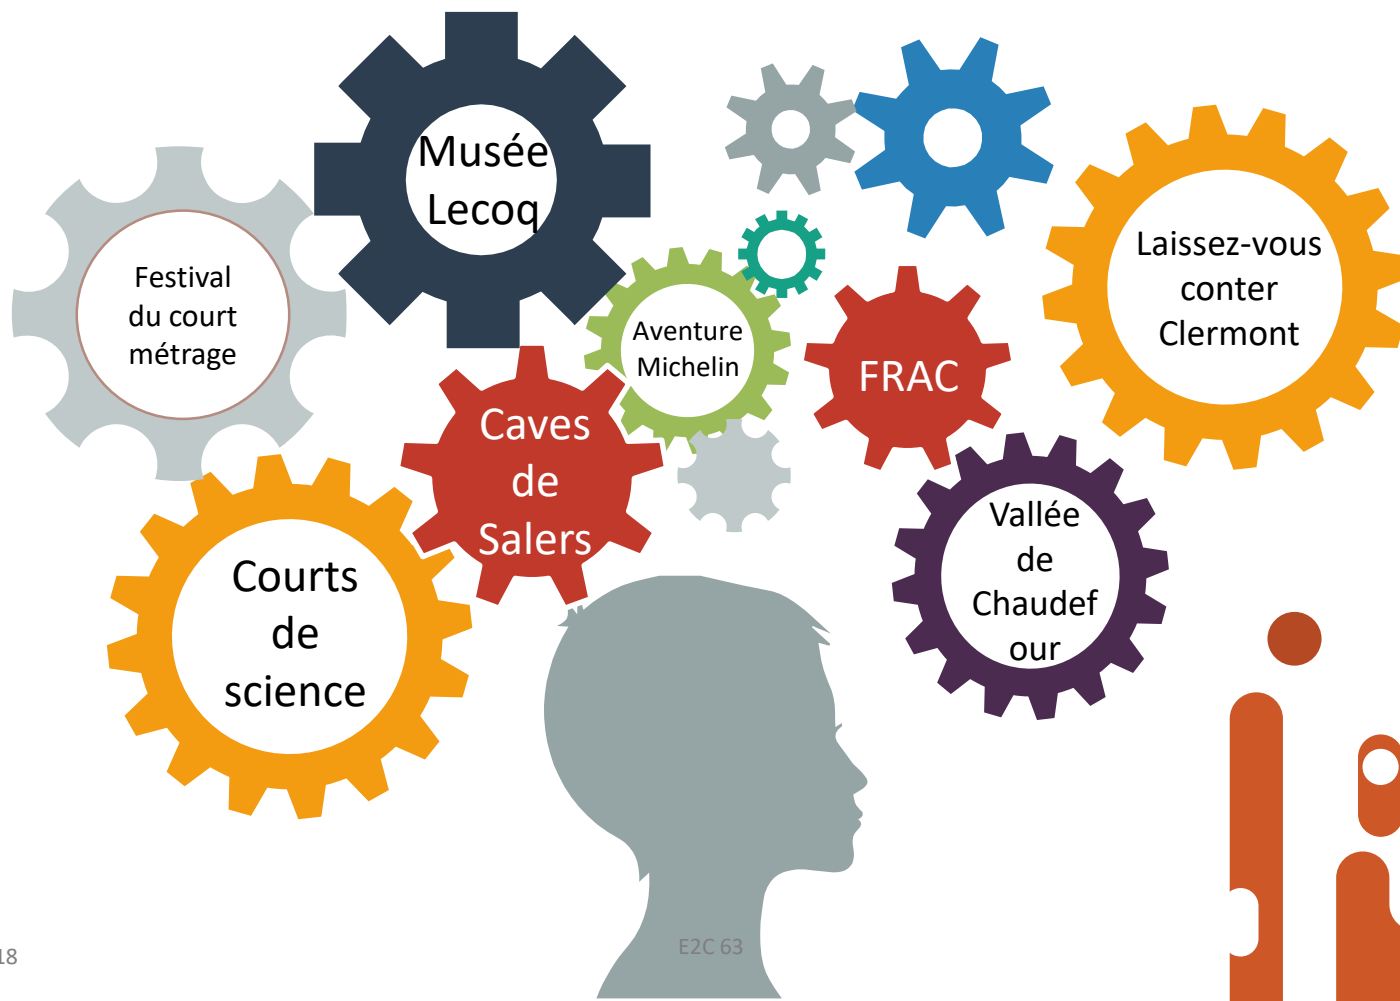 Musée
Lecoq
Festival
du court
métrage
Aventure
Michelin
FRAC
Laissez-vous
conter
Clermont
Caves
de
Salers
Courts
de
science
Vallée
de
Chaudef
our
E2C 63
18